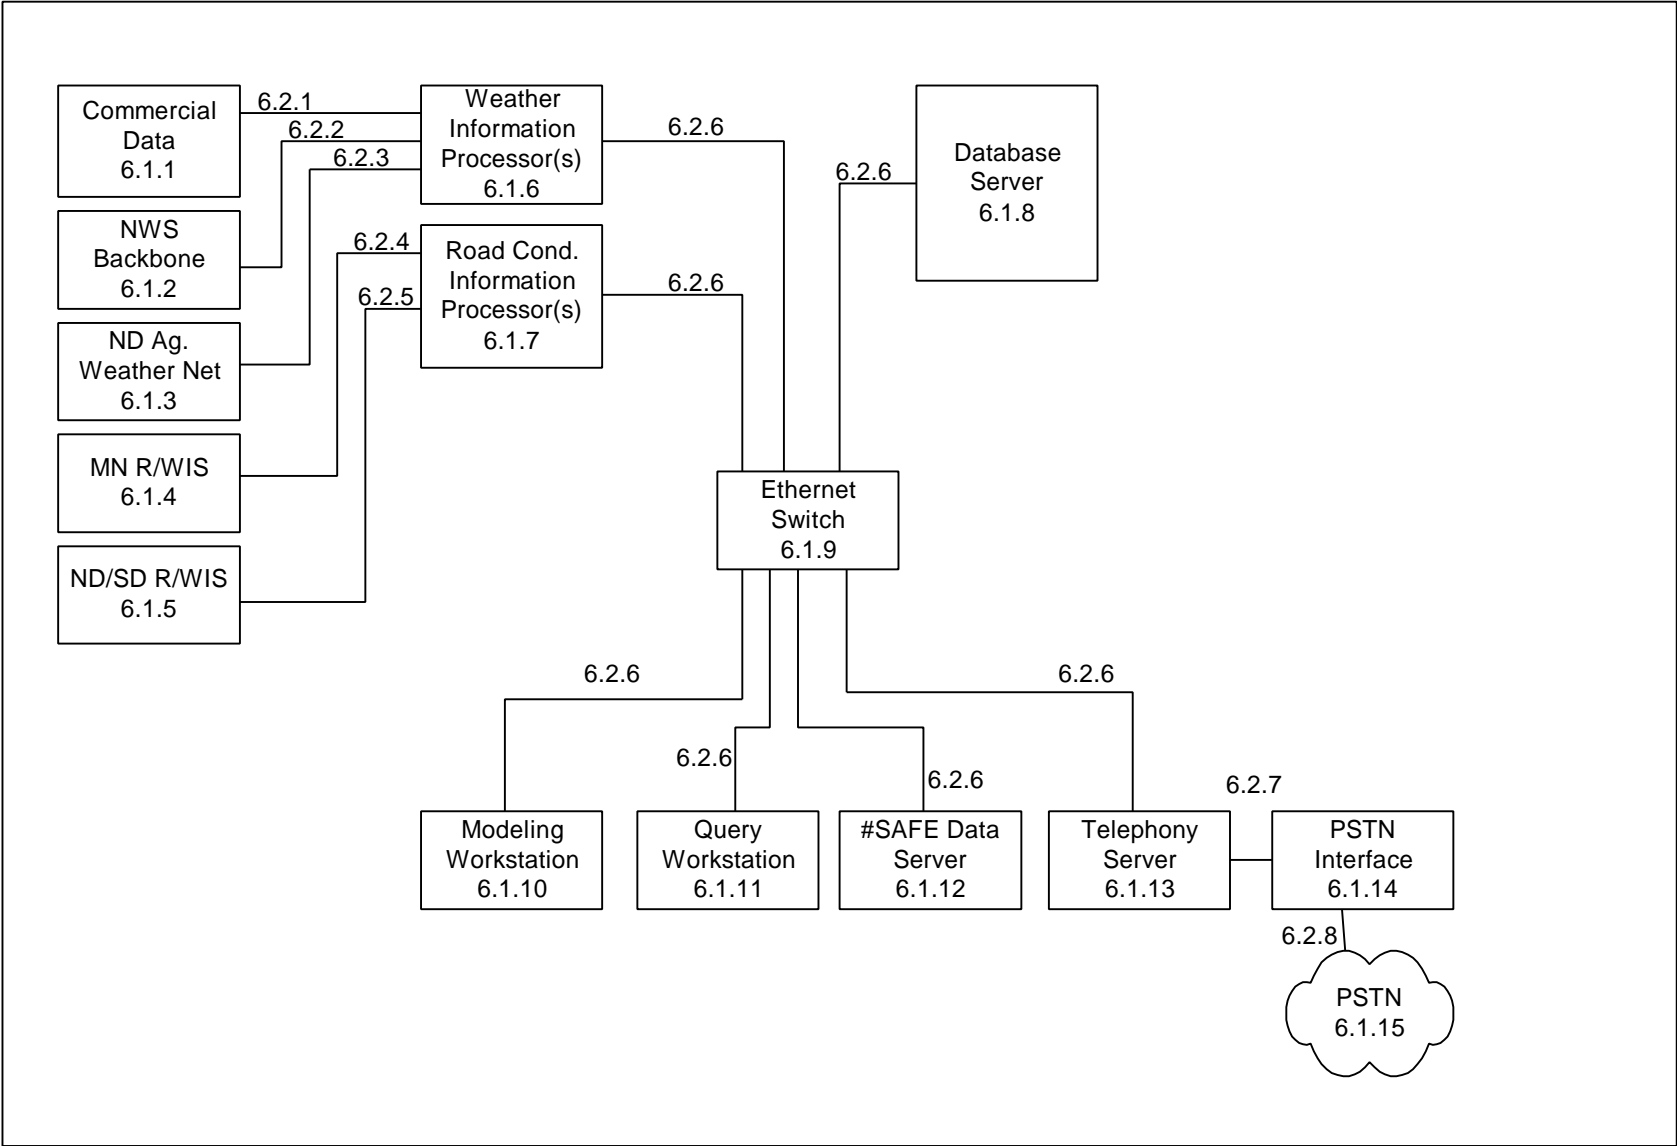 Commercial
Data
6.1.1
6.2.1
6.2.2
6.2.3
Weather
Information
Processor(s)
6.1.6
6.2.6
Database
Server
6.1.8
6.2.6
NWS
Backbone
6.1.2
6.2.4
6.2.5
Road Cond.
Information
Processor(s)
6.1.7
6.2.6
ND Ag.
Weather Net
6.1.3
MN R/WIS
6.1.4
ND/SD R/WIS
6.1.5
Ethernet
Switch
6.1.9
6.2.6
6.2.6
6.2.6
6.2.6
6.2.7
Modeling
Workstation
6.1.10
Query
Workstation
6.1.11
#SAFE Data
Server
6.1.12
Telephony
Server
6.1.13
PSTN
Interface
6.1.14
6.2.8
PSTN
6.1.15